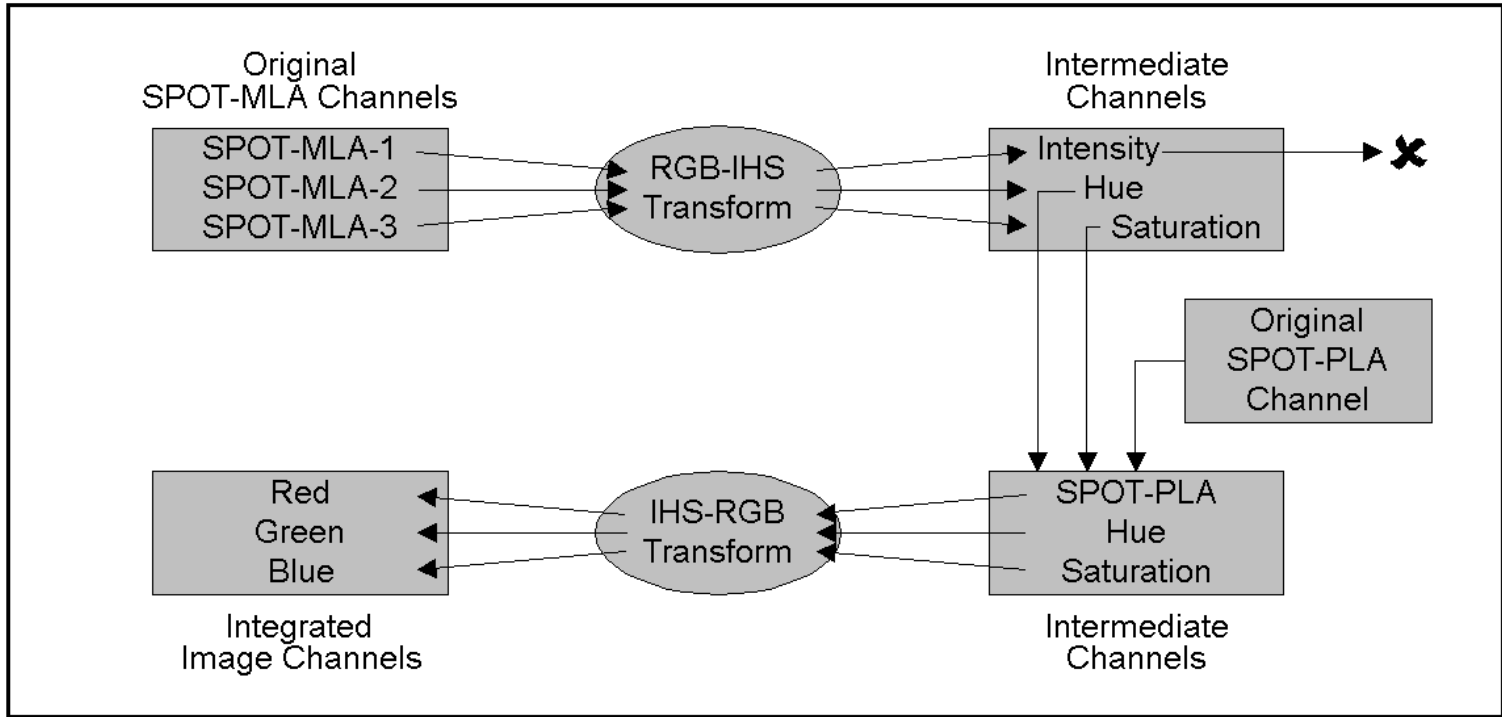 Original
SPOT-MLA Channels
SPOT-MLA-1
SPOT-MLA-2
SPOT-MLA-3
RGB-IHS
Transform
Intermediate
Channels
Intensity
Hue
Saturation
Original
SPOT-PLA
Channel
SPOT-PLA
Hue
Saturation
Intermediate
Channels
IHS-RGB
Transform
Red
Green
Blue
Integrated
Image Channels